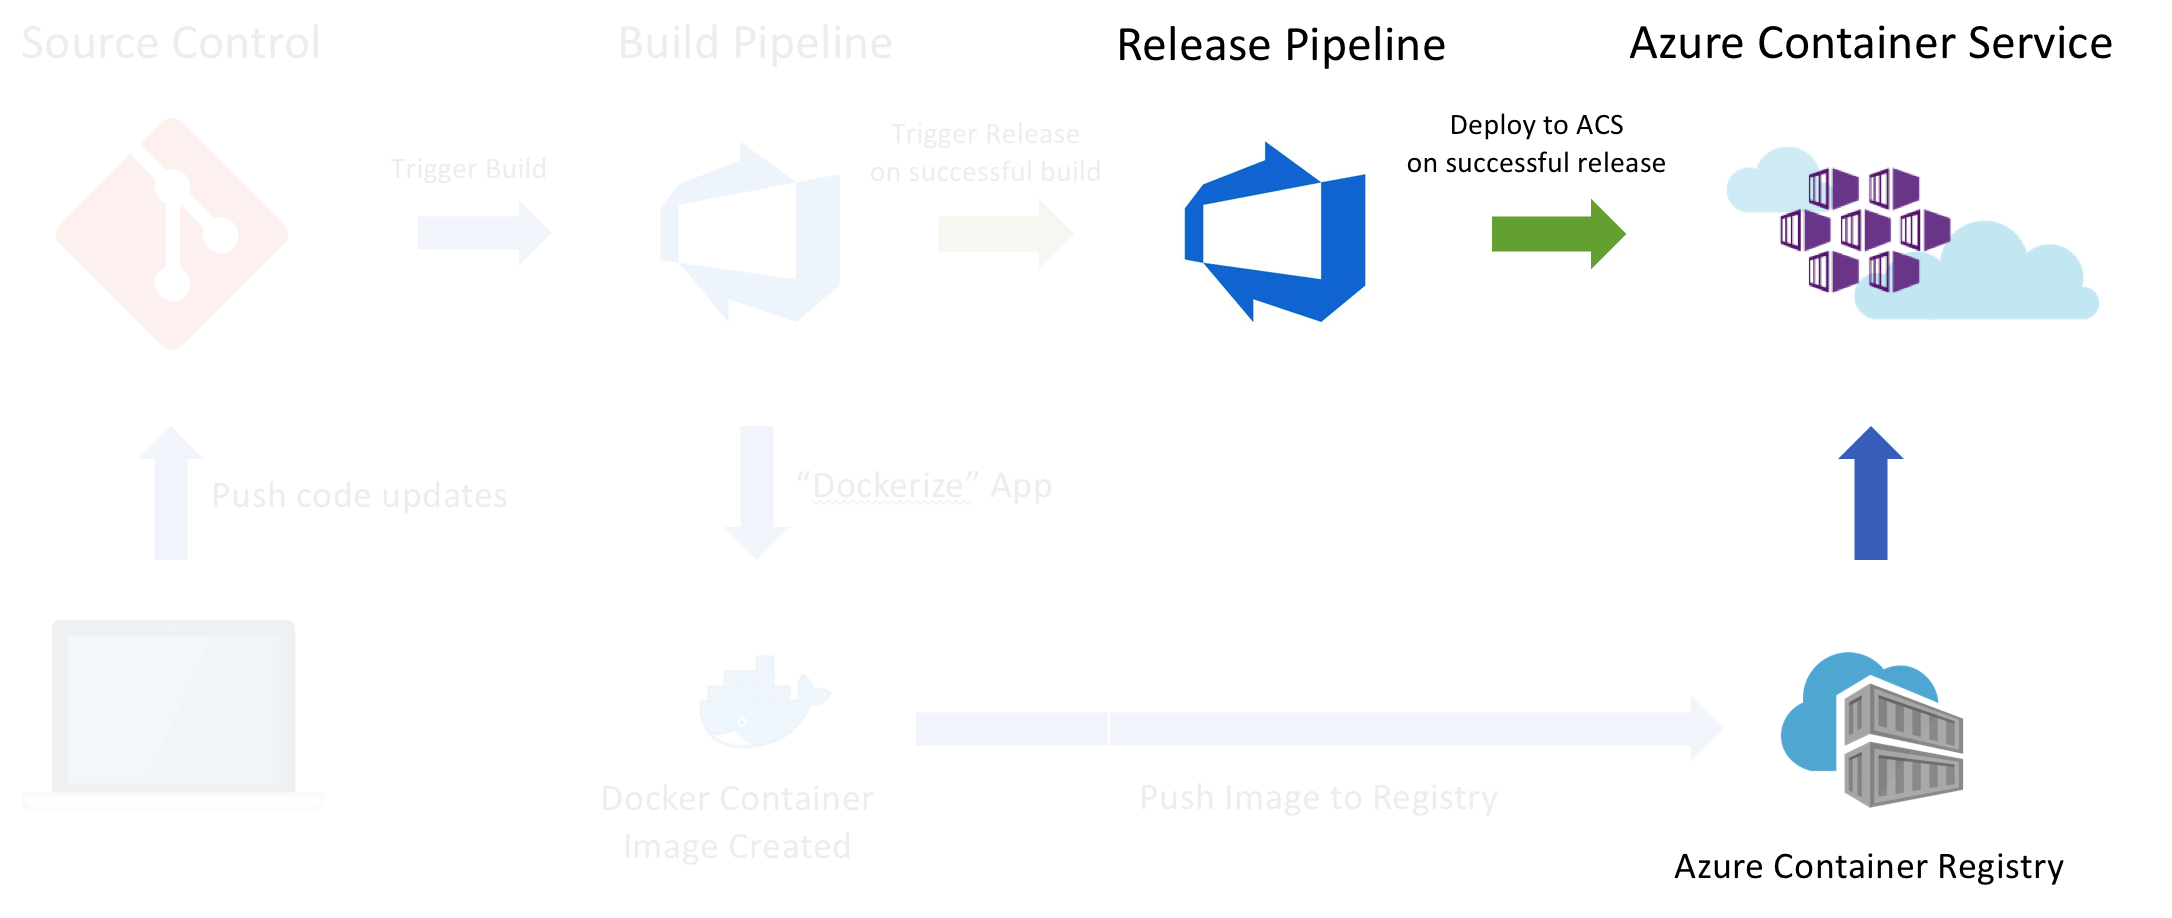 Source Control
Build Pipeline
Release Pipeline
Azure Container Service
Trigger Build
Trigger Release
on successful build
Deploy to ACS
on successful release
Push code updates
“Dockerize” App
Docker Container
Image Created
Push Image to Registry
Azure Container Registry